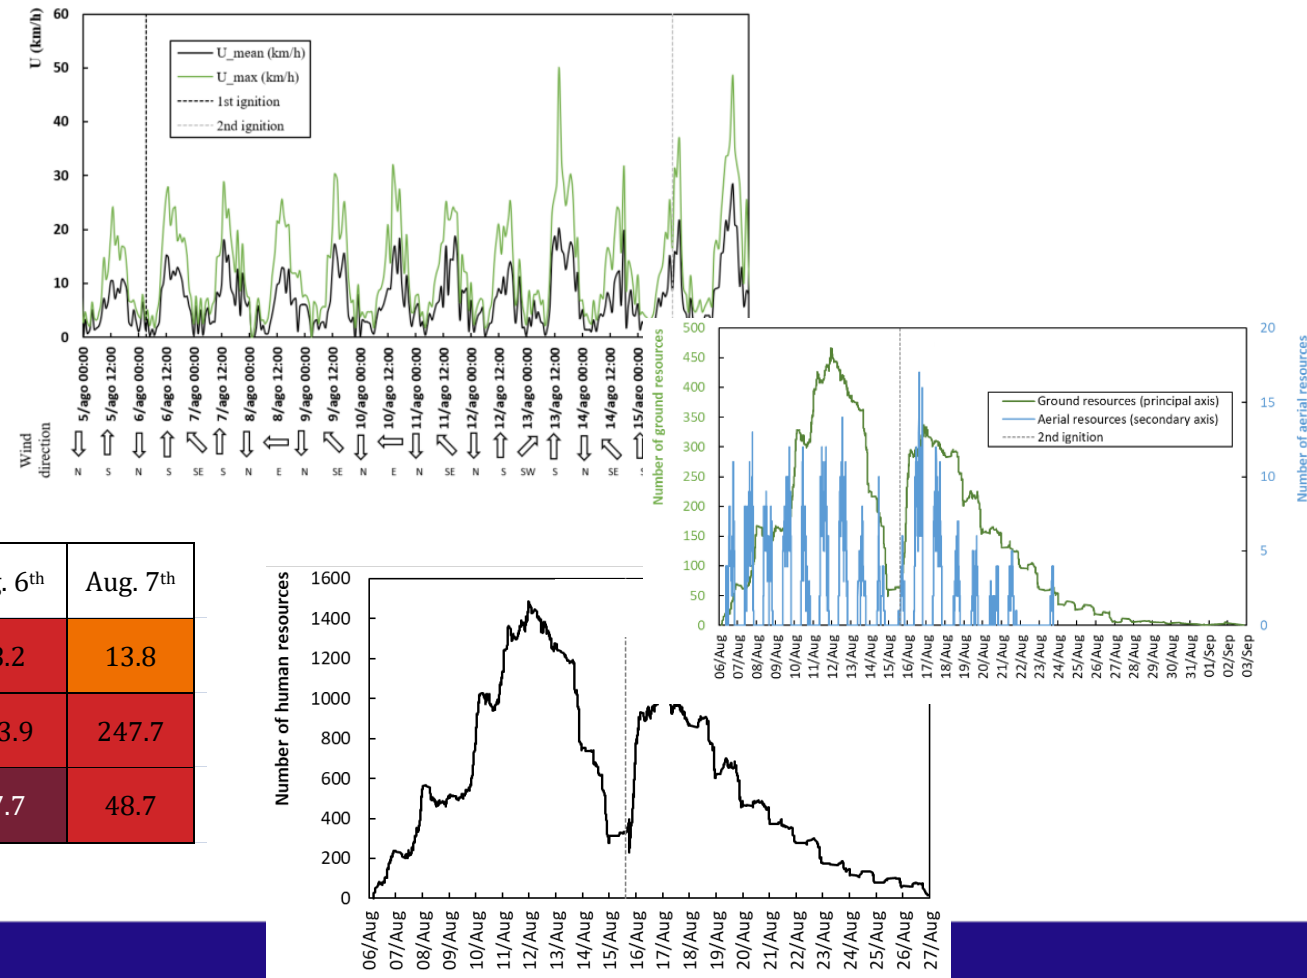 U (km/h)
60
50
40
30
20
10
0
U_mean (km/h)
U_max (km/h)
1st ignition
2nd ignition
5/ago 00:00
5/ago 12:00
6/ago 00:00
6/ago 12:00
7/ago 00:00
7/ago 12:00
8/ago 00:00
8/ago 12:00
9/ago 00:00
9/ago 12:00
10/ago 00:00
10/ago 12:00
11/ago 00:00
11/ago 12:00
12/ago 00:00
12/ago 12:00
13/ago 00:00
13/ago 12:00
14/ago 00:00
14/ago 12:00
15/ago 00:00
Wind
direction
N S N S SE S N E N SE N E N SE N S SW S N SE
Number of ground resources
500
450
400
350
300
250
200
150
100
50
0
Ground resources (principal axis)
Aerial resources (secondary axis)
2nd ignition
20
15
10
5
0
Number of aerial resources
06/Aug
07/Aug
08/Aug
09/Aug
10/Aug
11/Aug
12/Aug
13/Aug
14/Aug
15/Aug
16/Aug
17/Aug
18/Aug
19/Aug
20/Aug
21/Aug
22/Aug
23/Aug
24/Aug
25/Aug
26/Aug
27/Aug
28/Aug
29/Aug
30/Aug
31/Aug
01/Sep
02/Sep
03/Sep
6th Aug. 7th
3.2 13.8
3.9 247.7
7.7 48.7
Number of human resources
1600
1400
1200
1000
800
600
400
200
0
06/Aug
07/Aug
08/Aug
09/Aug
10/Aug
11/Aug
12/Aug
13/Aug
14/Aug
15/Aug
16/Aug
17/Aug
18/Aug
19/Aug
20/Aug
21/Aug
22/Aug
23/Aug
24/Aug
25/Aug
26/Aug
27/Aug